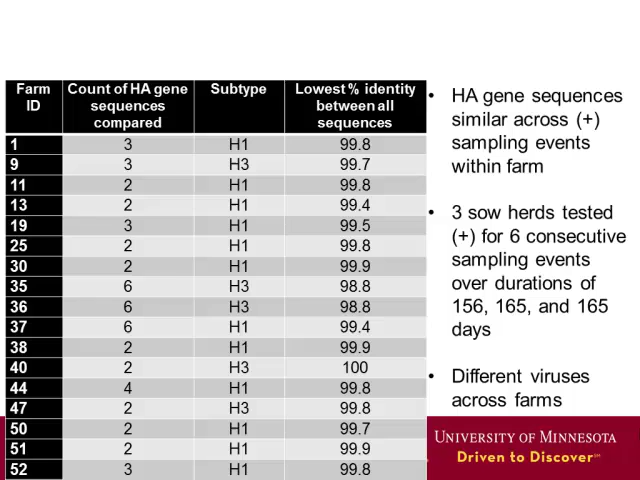 Farm ID | Count of HA gene sequences compared | Subtype | Lowest % identity between all sequences
1 | 3 | H1 | 99.8
9 | 3 | H3 | 99.7
11 | 2 | H1 | 99.8
13 | 2 | H1 | 99.4
19 | 3 | H1 | 99.5
25 | 2 | H1 | 99.8
30 | 2 | H1 | 99.9
35 | 6 | H3 | 98.8
36 | 6 | H3 | 98.8
37 | 6 | H1 | 99.4
38 | 2 | H1 | 99.9
40 | 2 | H3 | 100
44 | 4 | H1 | 99.8
47 | 2 | H3 | 99.8
50 | 2 | H1 | 99.7
51 | 2 | H1 | 99.9
52 | 3 | H1 | 99.8
• HA gene sequences
similar across (+)
sampling events
within farm
• 3 sow herds tested
(+) for 6 consecutive
sampling events
over durations of
156, 165, and 165
days
• Different viruses
across farms
UNIVERSITY OF MINNESOTA
Driven to Discover